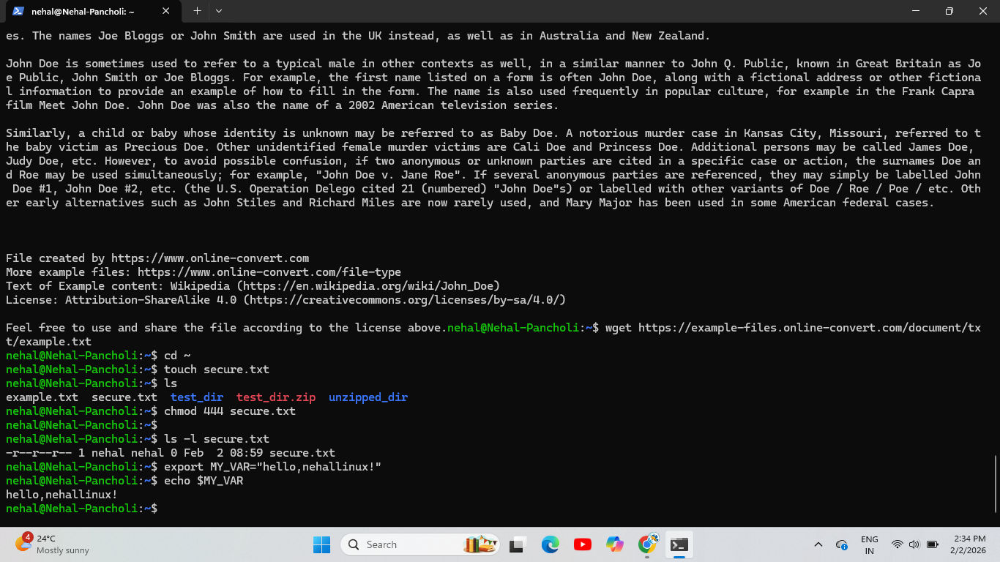 nehal@Nehal-Pancholi: ~
es. The names Joe Bloggs or John Smith are used in the UK instead, as well as in Australia and New Zealand.
John Doe is sometimes used to refer to a typical male in other contexts as well, in a similar manner to John Q. Public, known in Great Britain as Jo
e Public, John Smith or Joe Bloggs. For example, the first name listed on a form is often John Doe, along with a fictional address or other fictiona
l information to provide an example of how to fill in the form. The name is also used frequently in popular culture, for example in the Frank Capra
film Meet John Doe. John Doe was also the name of a 2002 American television series.
Similarly, a child or baby whose identity is unknown may be referred to as Baby Doe. A notorious murder case in Kansas City, Missouri, referred to t
he baby victim as Precious Doe. Other unidentified female murder victims are Cali Doe and Princess Doe. Additional persons may be called James Doe,
Judy Doe, etc. However, to avoid possible confusion, if two anonymous or unknown parties are cited in a specific case or action, the surnames Doe an
d Roe may be used simultaneously; for example, "John Doe v. Jane Roe". If several anonymous parties are referenced, they may simply be labelled John
 Doe #1, John Doe #2, etc. (the U.S. Operation Delego cited 21 (numbered) "John Doe"s) or labelled with other variants of Doe / Roe / Poe / etc. Oth
er early alternatives such as John Stiles and Richard Miles are now rarely used, and Mary Major has been used in some American federal cases.
File created by https://www.online-convert.com
More example files: https://www.online-convert.com/file-type
Text of Example content: Wikipedia (https://en.wikipedia.org/wiki/John_Doe)
License: Attribution-ShareAlike 4.0 (https://creativecommons.org/licenses/by-sa/4.0/)
Feel free to use and share the file according to the license above.nehal@Nehal-Pancholi:~$ wget https://example-files.online-convert.com/document/tx
t/example.txt
nehal@Nehal-Pancholi:~$ cd ~
nehal@Nehal-Pancholi:~$ touch secure.txt
nehal@Nehal-Pancholi:~$ ls
example.txt  secure.txt  test_dir  test_dir.zip  unzipped_dir
nehal@Nehal-Pancholi:~$ chmod 444 secure.txt
nehal@Nehal-Pancholi:~$
nehal@Nehal-Pancholi:~$ ls -l secure.txt
-r--r--r-- 1 nehal nehal 0 Feb  2 08:59 secure.txt
nehal@Nehal-Pancholi:~$ export MY_VAR="hello,nehallinux!"
nehal@Nehal-Pancholi:~$ echo $MY_VAR
hello,nehallinux!
nehal@Nehal-Pancholi:~$
4
24°C
Mostly sunny
Search
ENG
IN
2:34 PM
2/2/2026